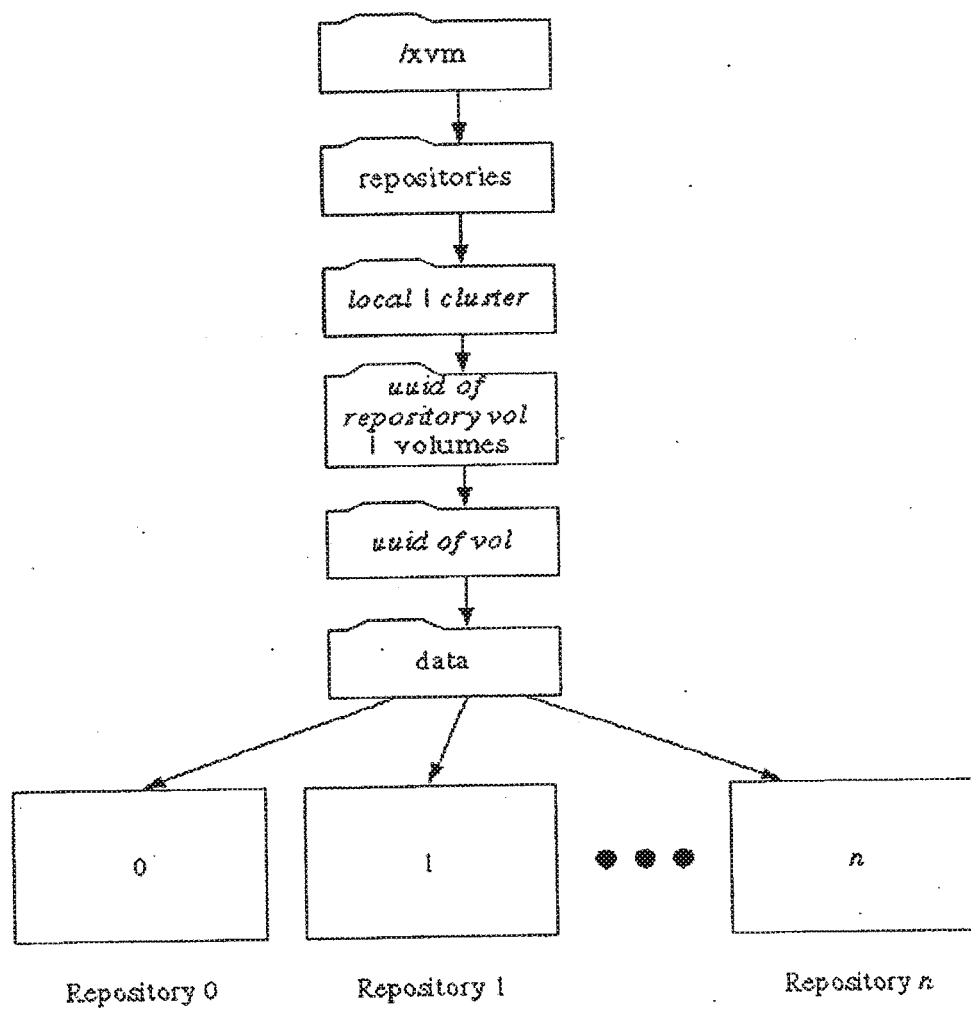 /xvm
repositories
local | cluster
uuid of
repository vol
| volumes
uuid of vol
data
0
1
n
Repository 0
Repository 1
Repository n